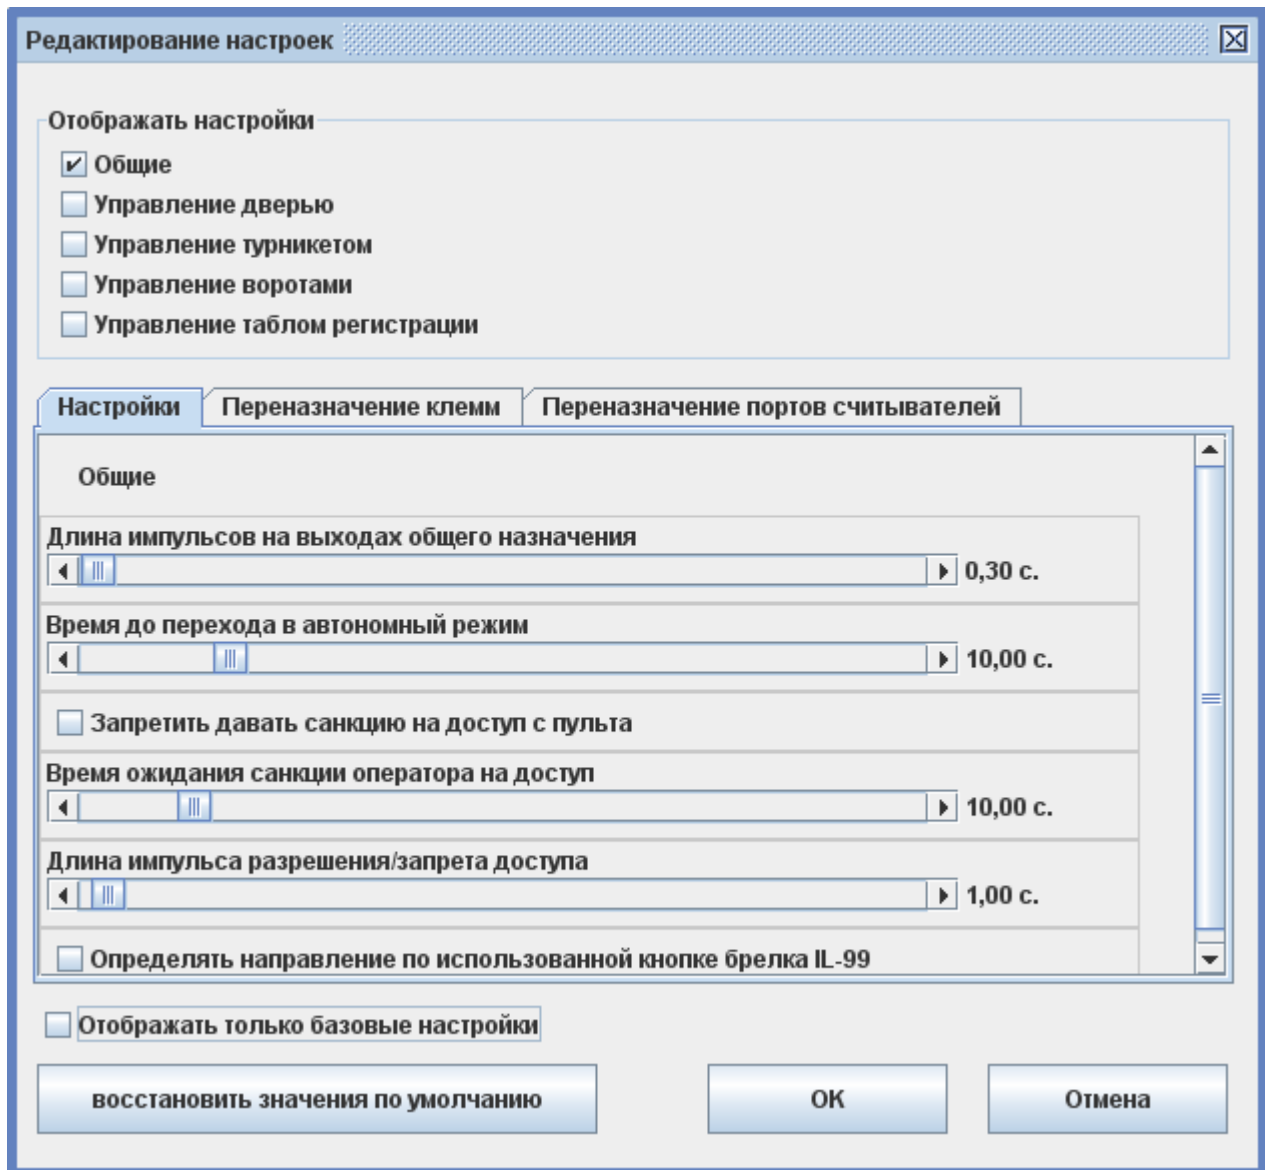 Редактирование настроек
Отображать настройки
Общие
Управление дверью
Управление турникетом
Управление воротами
Управление таблом регистрации
Настройки Переназначение клемм Переназначение портов считывателей
Общие
Длина импульсов на выходах общего назначения
0,30 с.
Время до перехода в автономный режим
10,00 с.
Запретить давать санкцию на доступ с пульта
Время ожидания санкции оператора на доступ
10,00 с.
Длина импульса разрешения/запрета доступа
1,00 с.
Определять направление по использованной кнопке брелка IL-99
Отображать только базовые настройки
восстановить значения по умолчанию OK Отмена